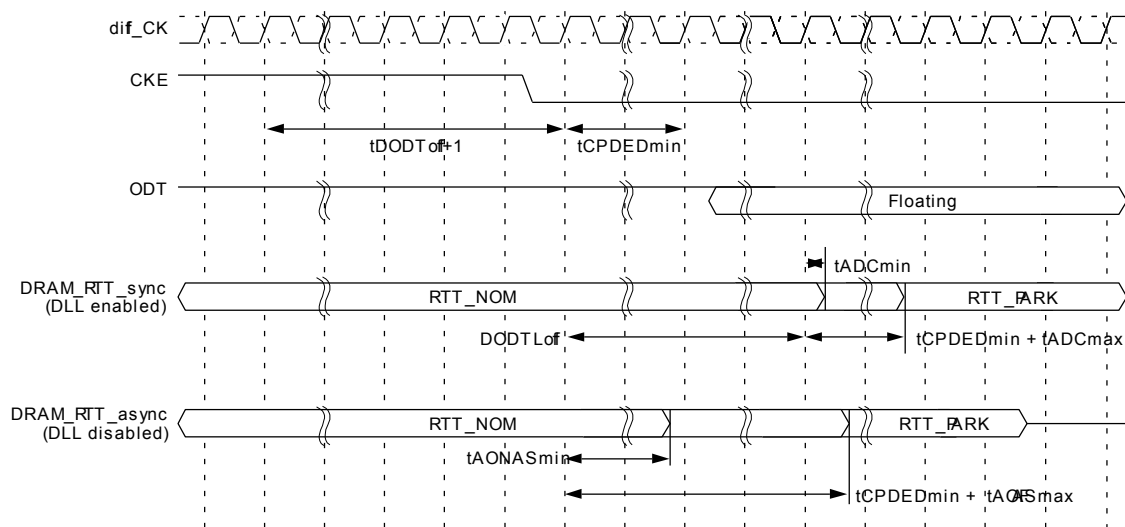 dif_CK
CKE
tDODTof+1
tCPDEDmin
ODT
Floating
tADCmin
DRAM_RTT_sync
(DLL enabled)
RTT_NOM
RTT_PARK
DODTLof
tCPDEDmin + tADCmax
DRAM_RTT_async
(DLL disabled)
RTT_NOM
RTT_PARK
tAONASmin
tCPDEDmin + tAOFASmax